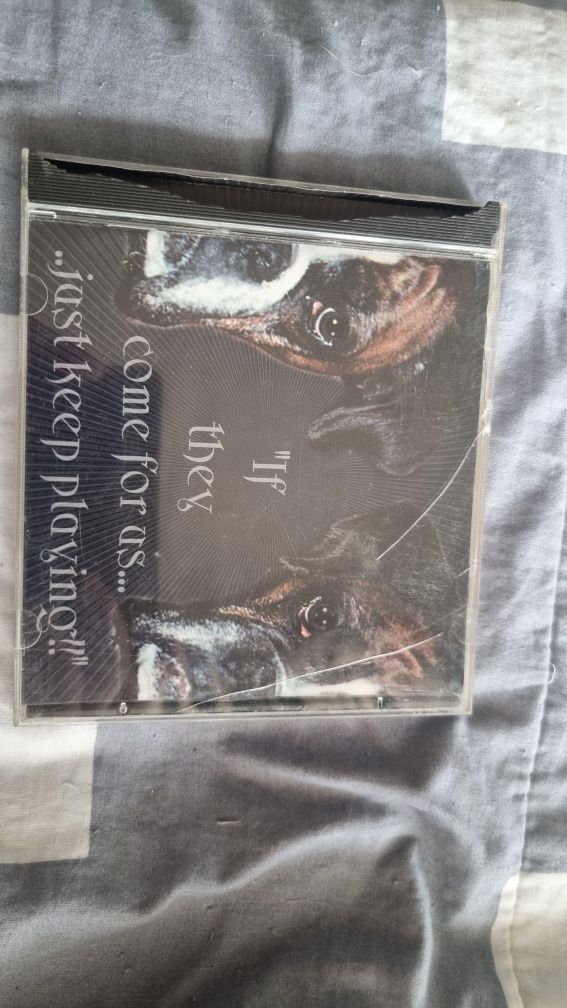 "If
they
come for us...
..just keep playing!!"